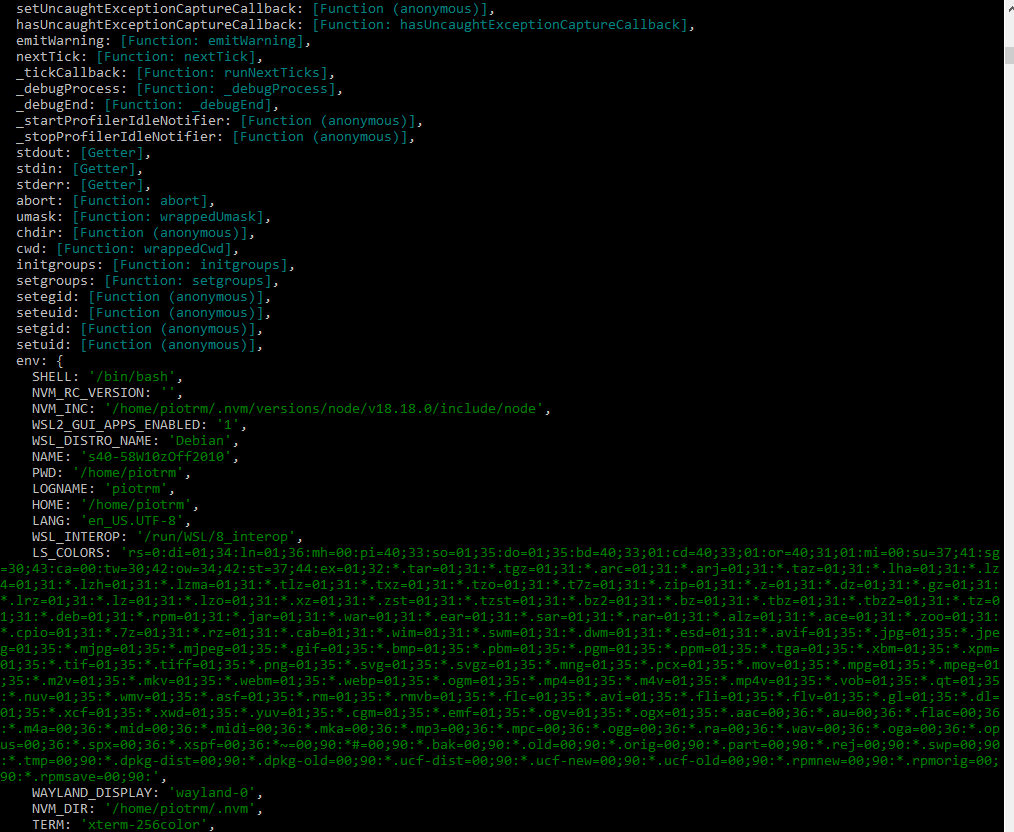 setUncaughtExceptionCaptureCallback: [Function (anonymous)],
hasUncaughtExceptionCaptureCallback: [Function: hasUncaughtExceptionCaptureCallback],
emitWarning: [Function: emitWarning],
nextTick: [Function: nextTick],
_tickCallback: [Function: runNextTicks],
_debugProcess: [Function: _debugProcess],
_debugEnd: [Function: _debugEnd],
_startProfilerIdleNotifier: [Function (anonymous)],
_stopProfilerIdleNotifier: [Function (anonymous)],
stdout: [Getter],
stdin: [Getter],
stderr: [Getter],
abort: [Function: abort],
umask: [Function: wrappedUmask],
chdir: [Function (anonymous)],
cwd: [Function: wrappedCwd],
initgroups: [Function: initgroups],
setgroups: [Function: setgroups],
setegid: [Function (anonymous)],
seteuid: [Function (anonymous)],
setgid: [Function (anonymous)],
setuid: [Function (anonymous)],
env: {
SHELL: '/bin/bash',
NVM_RC_VERSION: '',
NVM_INC: '/home/piotrm/.nvm/versions/node/v18.18.0/include/node',
WSL2_GUI_APPS_ENABLED: '1',
WSL_DISTRO_NAME: 'Debian',
NAME: 's40-58W10zOff2010',
PWD: '/home/piotrm',
LOGNAME: 'piotrm',
HOME: '/home/piotrm',
LANG: 'en_US.UTF-8',
WSL_INTEROP: '/run/WSL/8_interop',
LS_COLORS: 'rs=0:di=01;34:ln=01;36:mh=00:pi=40;33:so=01;35:do=01;35:bd=40;33;01:cd=40;33;01:or=40;31;01:mi=00:su=37;41:sg
=30;43:ca=00:tw=30;42:ow=34;42:st=37;44:ex=01;32:*.tar=01;31:*.tgz=01;31:*.arc=01;31:*.arj=01;31:*.taz=01;31:*.lha=01;31:*.lz
4=01;31:*.lzh=01;31:*.lzma=01;31:*.tlz=01;31:*.txz=01;31:*.tzo=01;31:*.t7z=01;31:*.zip=01;31:*.z=01;31:*.dz=01;31:*.gz=01;31:
*.lrz=01;31:*.lz=01;31:*.lzo=01;31:*.xz=01;31:*.zst=01;31:*.tzst=01;31:*.bz2=01;31:*.bz=01;31:*.tbz=01;31:*.tbz2=01;31:*.tz=0
1;31:*.deb=01;31:*.rpm=01;31:*.jar=01;31:*.war=01;31:*.ear=01;31:*.sar=01;31:*.rar=01;31:*.alz=01;31:*.ace=01;31:*.zoo=01;31:
*.cpio=01;31:*.7z=01;31:*.rz=01;31:*.cab=01;31:*.wim=01;31:*.swm=01;31:*.dwm=01;31:*.esd=01;31:*.avif=01;35:*.jpg=01;35:*.jpe
g=01;35:*.mjpg=01;35:*.mjpeg=01;35:*.gif=01;35:*.bmp=01;35:*.pbm=01;35:*.pgm=01;35:*.ppm=01;35:*.tga=01;35:*.xbm=01;35:*.xpm=
01;35:*.tif=01;35:*.tiff=01;35:*.png=01;35:*.svg=01;35:*.svgz=01;35:*.mng=01;35:*.pcx=01;35:*.mov=01;35:*.mpg=01;35:*.mpeg=01
;35:*.m2v=01;35:*.mkv=01;35:*.webm=01;35:*.webp=01;35:*.ogm=01;35:*.mp4=01;35:*.m4v=01;35:*.mp4v=01;35:*.vob=01;35:*.qt=01;35
:*.nuv=01;35:*.wmv=01;35:*.asf=01;35:*.rm=01;35:*.rmvb=01;35:*.flc=01;35:*.avi=01;35:*.fli=01;35:*.flv=01;35:*.gl=01;35:*.dl=
01;35:*.xcf=01;35:*.xwd=01;35:*.yuv=01;35:*.cgm=01;35:*.emf=01;35:*.ogv=01;35:*.ogx=01;35:*.aac=00;36:*.au=00;36:*.flac=00;36
:*.m4a=00;36:*.mid=00;36:*.midi=00;36:*.mka=00;36:*.mp3=00;36:*.mpc=00;36:*.ogg=00;36:*.ra=00;36:*.wav=00;36:*.oga=00;36:*.op
us=00;36:*.spx=00;36:*.xspf=00;36:*~=00;90:*#=00;90:*.bak=00;90:*.old=00;90:*.orig=00;90:*.part=00;90:*.rej=00;90:*.swp=00;90
:*.tmp=00;90:*.dpkg-dist=00;90:*.dpkg-old=00;90:*.ucf-dist=00;90:*.ucf-new=00;90:*.ucf-old=00;90:*.rpmnew=00;90:*.rpmorig=00;
90:*.rpmsave=00;90:',
WAYLAND_DISPLAY: 'wayland-0',
NVM_DIR: '/home/piotrm/.nvm',
TERM: 'xterm-256color',